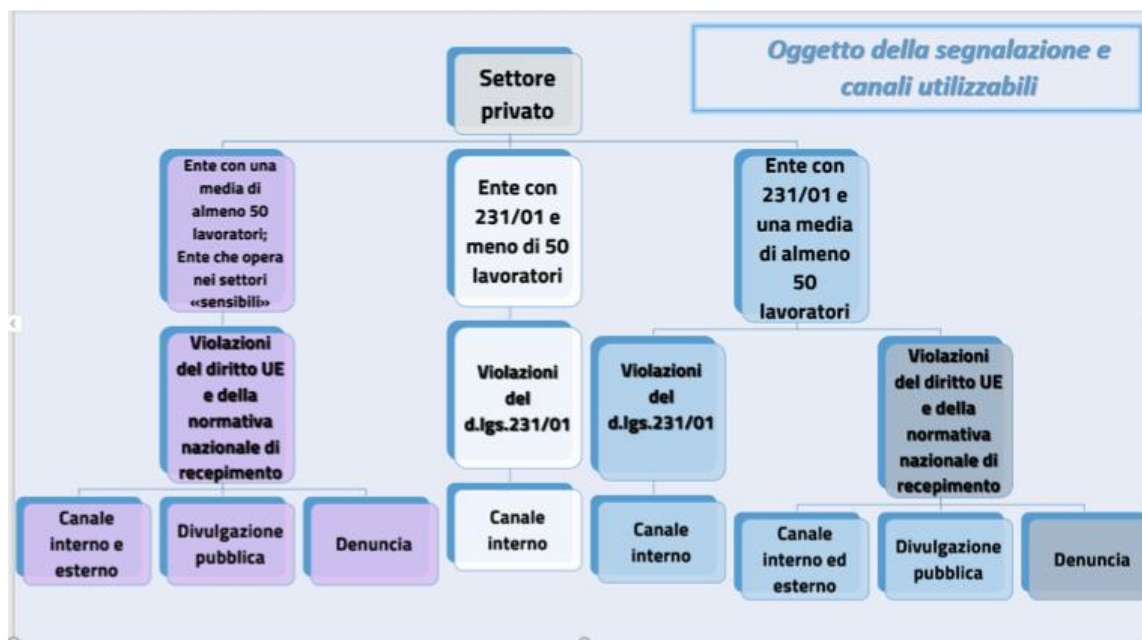 Oggetto della segnalazione e
canali utilizzabili
Settore
privato
Ente con una
media di
almeno 50
lavoratori;
Ente che opera
nei settori
«sensibili»
Ente con
231/01 e
meno di 50
lavoratori
Ente con
231/01 e
una media
di almeno
50
lavoratori
Violazioni
del diritto UE
e della
normativa
nazionale di
recepimento
Violazioni
del
d.lgs.231/01
Violazioni
del
d.lgs.231/01
Violazioni
del diritto UE
e della
normativa
nazionale di
recepimento
Canale
interno e
esterno
Divulgazione
pubblica
Denuncia
Canale
interno
Canale
interno
Canale
interno ed
esterno
Divulgazione
pubblica
Denuncia